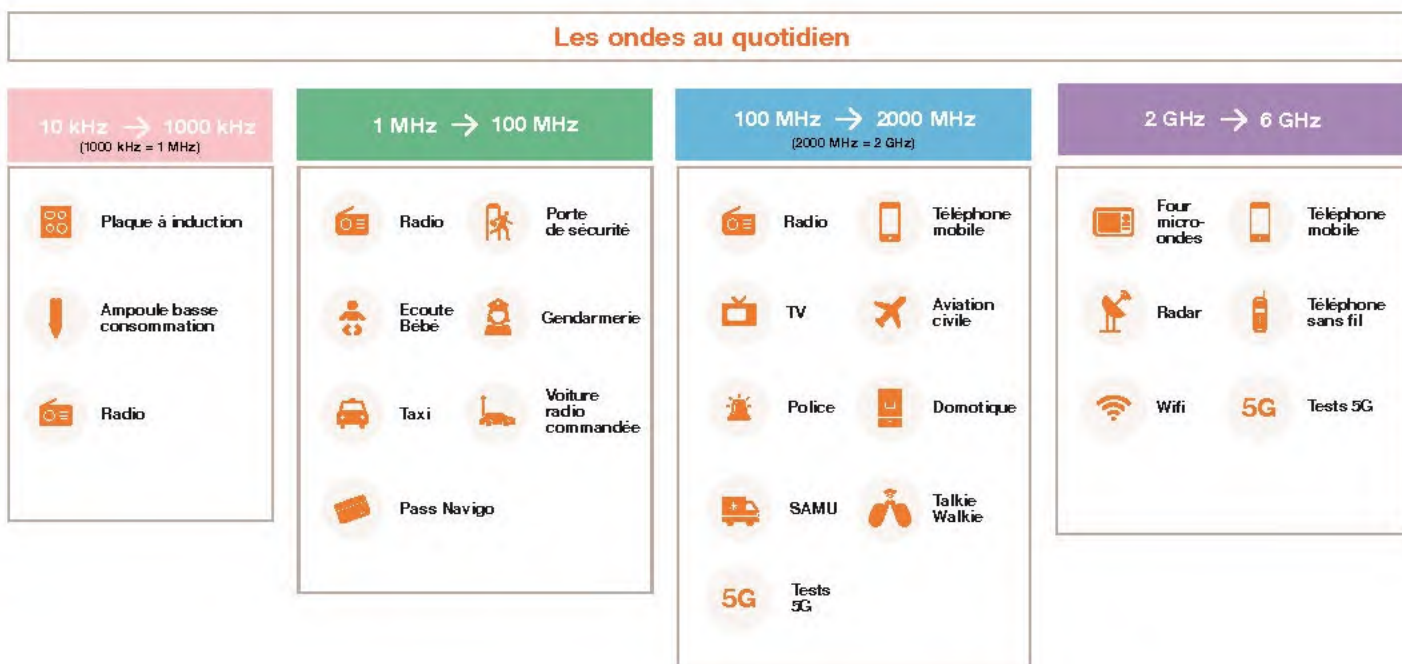 Les ondes au quotidien
10 kHz → 1000 kHz
(1000 kHz = 1 MHz)
Plaque à induction
Ampoule basse
consommation
Radio
1 MHz → 100 MHz
Radio
Porte
de sécurité
Ecoute
Bébé
Gendarmerie
Taxi
Voiture
radio
commandée
Pass Navigo
100 MHz → 2000 MHz
(2000 MHz = 2 GHz)
Radio
Téléphone
mobile
TV
Aviation
civile
Police
Domotique
SAMU
Talkie
Walkie
5G
Tests
5G
2 GHz → 6 GHz
Four
micro-
ondes
Téléphone
mobile
Radar
Téléphone
sans fil
Wifi
5G
Tests 5G